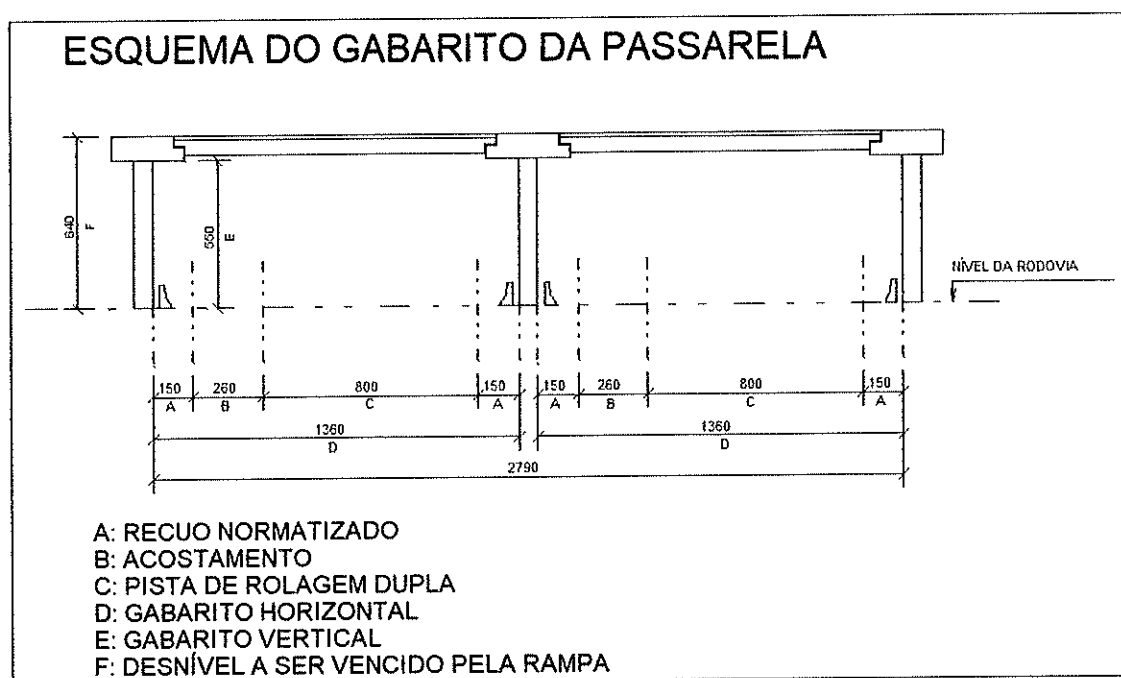 ESQUEMA DO GABARITO DA PASSARELA
640
F
550
E
NÍVEL DA RODOVIA
150 260 800 150 150 260 800 150
A B C A A B C A
1360 1360
D D
2790
A: RECUO NORMATIZADO
B: ACOSTAMENTO
C: PISTA DE ROLAGEM DUPLA
D: GABARITO HORIZONTAL
E: GABARITO VERTICAL
F: DESNÍVEL A SER VENCIDO PELA RAMPA